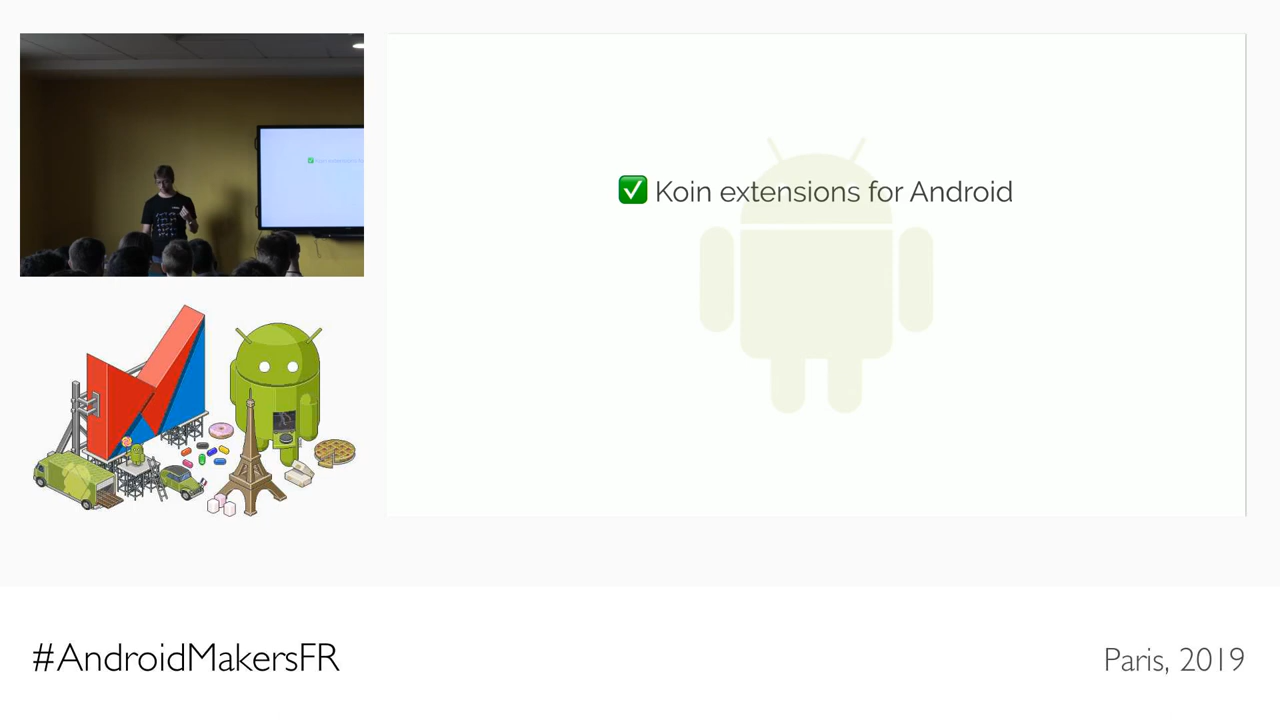 ✅ Koin extensions for Android
#AndroidMakersFR
Paris, 2019